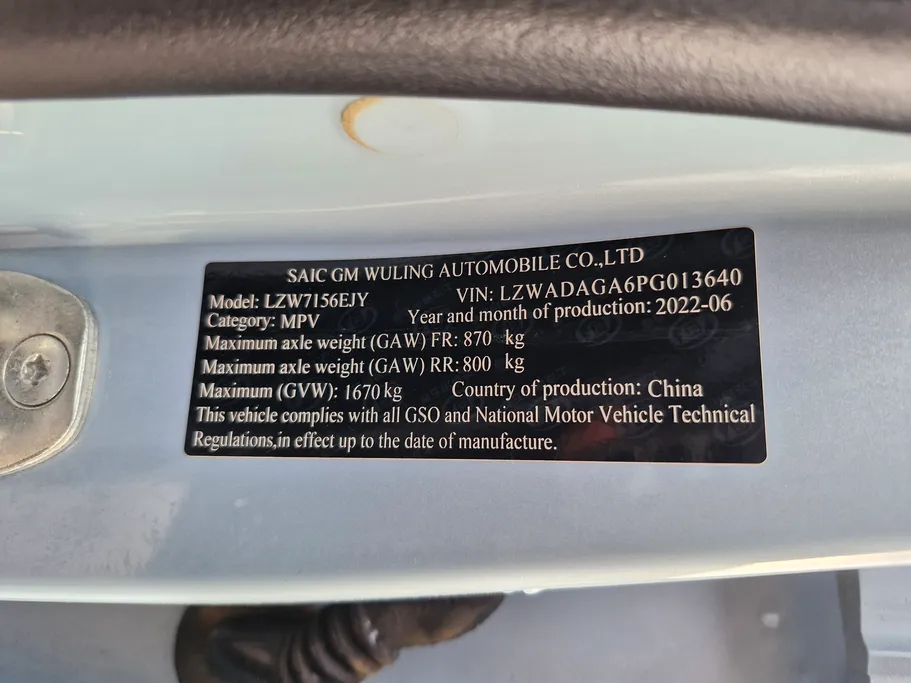 SAIC GM WULING AUTOMOBILE CO.,LTD
Model: LZW7156EJY VIN: LZWADAGA6PG013640
Category: MPV Year and month of production: 2022-06
Maximum axle weight (GAW) FR: 870 kg
Maximum axle weight (GAW) RR: 800 kg
Maximum (GVW): 1670 kg Country of production: China
This vehicle complies with all GSO and National Motor Vehicle Technical
Regulations,in effect up to the date of manufacture.